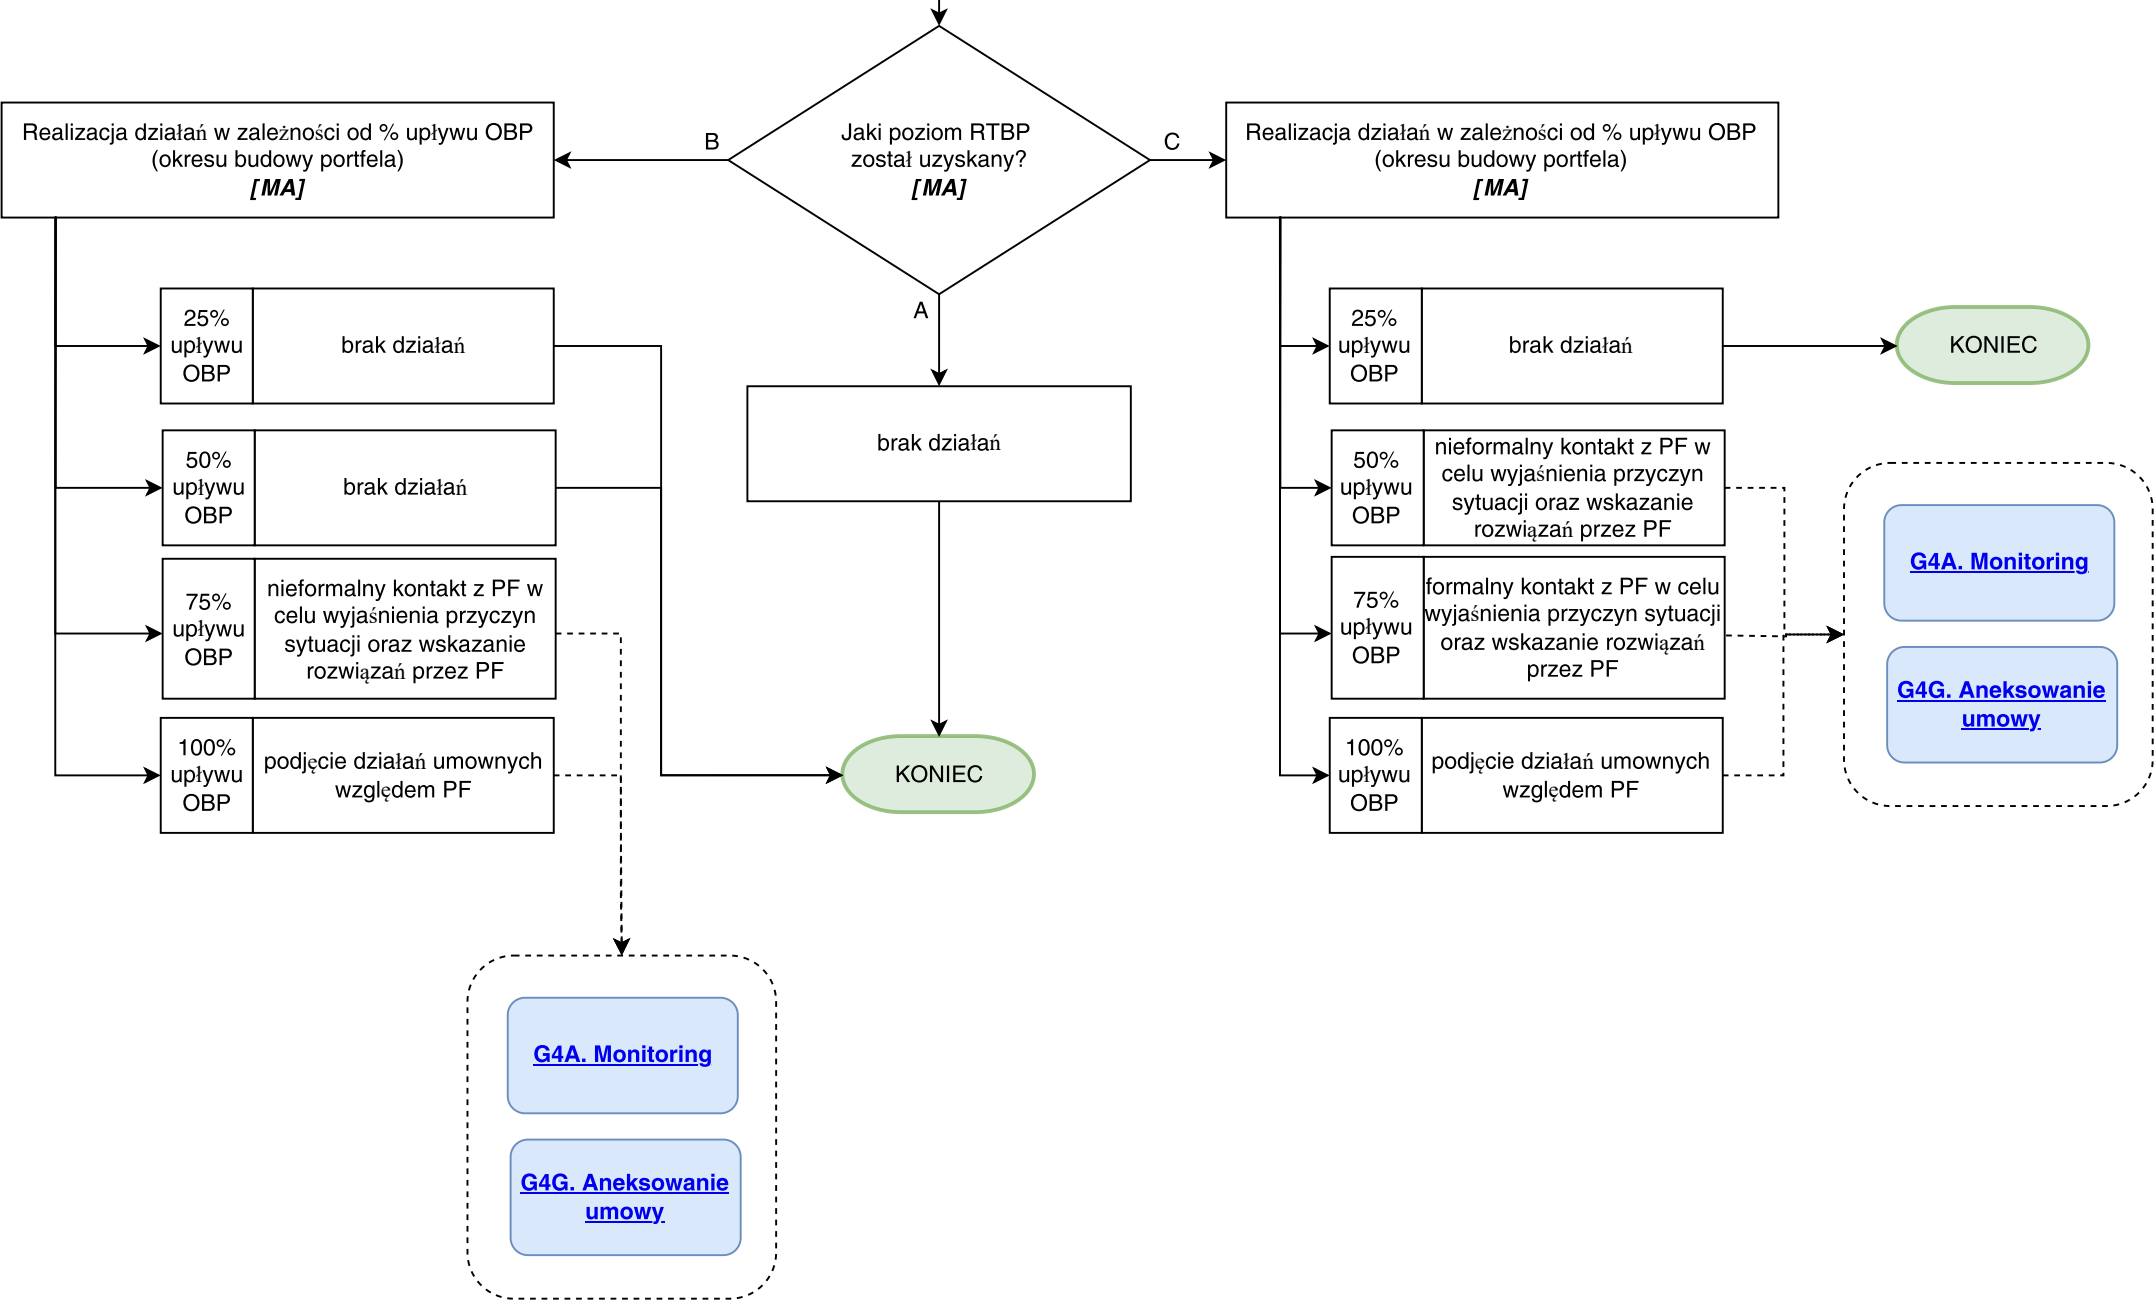 Jaki poziom RTBP
został uzyskany?
[MA]
B
C
A
Realizacja działań w zależności od % upływu OBP
(okresu budowy portfela)
[MA]
25%
upływu
OBP
brak działań
50%
upływu
OBP
brak działań
75%
upływu
OBP
nieformalny kontakt z PF w
celu wyjaśnienia przyczyn
sytuacji oraz wskazanie
rozwiązań przez PF
100%
upływu
OBP
podjęcie działań umownych
względem PF
G4A. Monitoring
G4G. Aneksowanie
umowy
brak działań
KONIEC
Realizacja działań w zależności od % upływu OBP
(okresu budowy portfela)
[MA]
25%
upływu
OBP
brak działań
KONIEC
50%
upływu
OBP
nieformalny kontakt z PF w
celu wyjaśnienia przyczyn
sytuacji oraz wskazanie
rozwiązań przez PF
75%
upływu
OBP
formalny kontakt z PF w celu
wyjaśnienia przyczyn sytuacji
oraz wskazanie rozwiązań
przez PF
100%
upływu
OBP
podjęcie działań umownych
względem PF
G4A. Monitoring
G4G. Aneksowanie
umowy